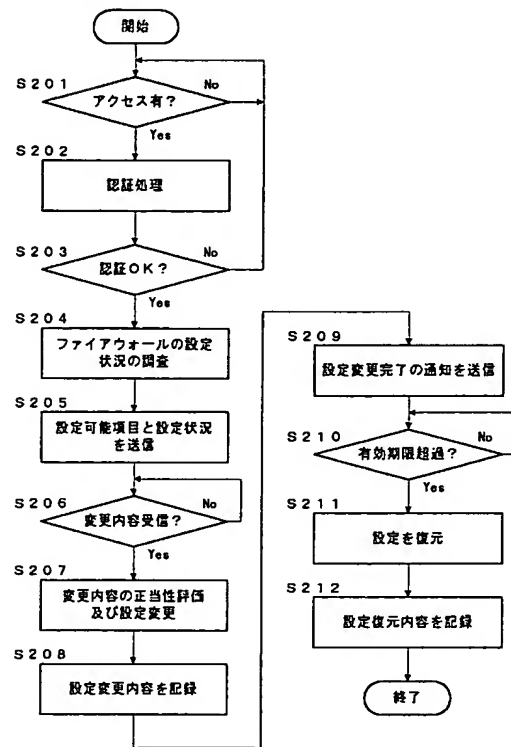 開始
S201
アクセス有?
No
Yes
S202
認証処理
S203
認証OK?
No
Yes
S204
ファイアウォールの設定
状況の調査
S205
設定可能項目と設定状況
を送信
S206
変更内容受信?
No
Yes
S207
変更内容の正当性評価
及び設定変更
S208
設定変更内容を記録
S209
設定変更完了の通知を送信
S210
有効期限超過?
No
Yes
S211
設定を復元
S212
設定復元内容を記録
終了